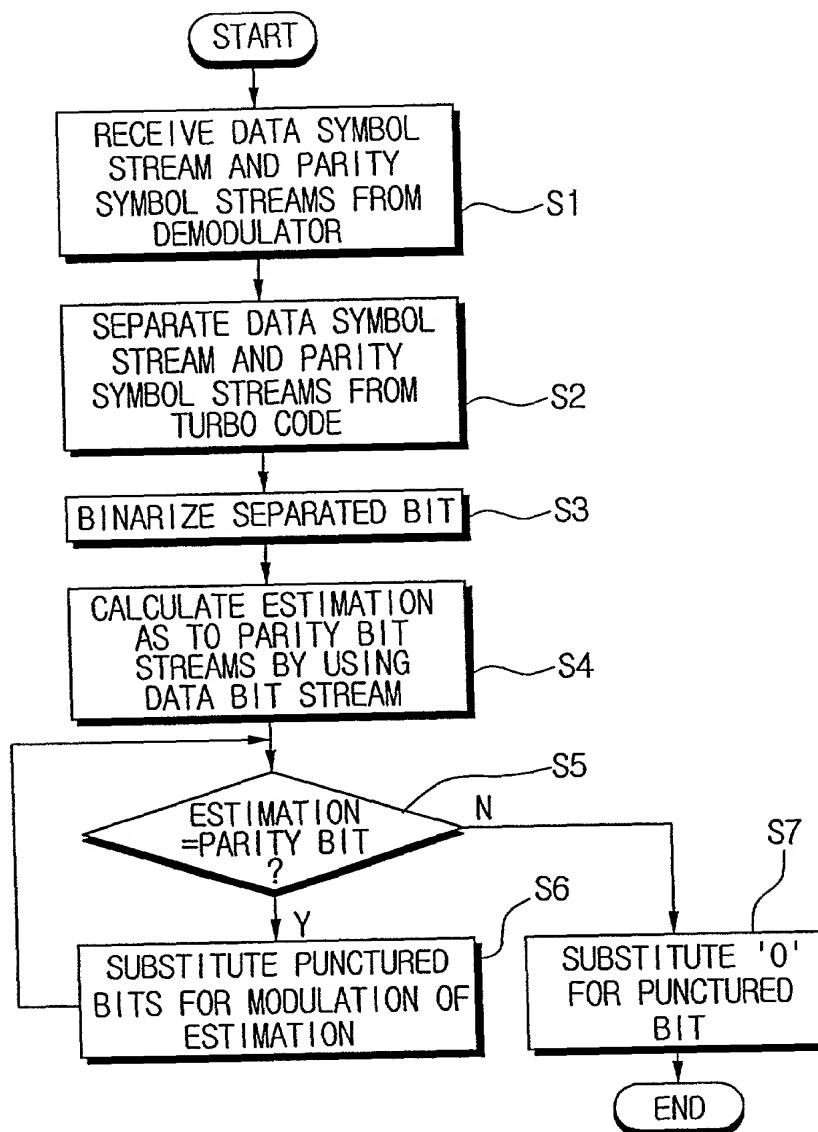 START
RECEIVE DATA SYMBOL
STREAM AND PARITY
SYMBOL STREAMS FROM
DEMODULATOR
S1
SEPARATE DATA SYMBOL
STREAM AND PARITY
SYMBOL STREAMS FROM
TURBO CODE
S2
BINARIZE SEPARATED BIT
S3
CALCULATE ESTIMATION
AS TO PARITY BIT
STREAMS BY USING
DATA BIT STREAM
S4
ESTIMATION
=PARITY BIT
?
S5
N
Y
SUBSTITUTE PUNCTURED
BITS FOR MODULATION OF
ESTIMATION
S6
SUBSTITUTE '0'
FOR PUNCTURED
BIT
S7
END